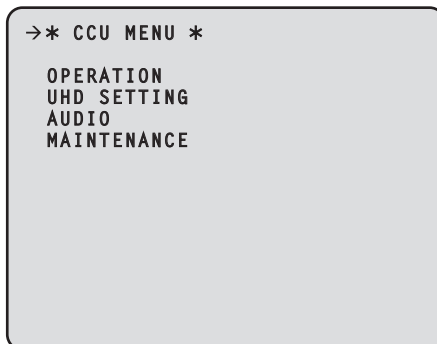 →* CCU MENU *
OPERATION
UHD SETTING
AUDIO
MAINTENANCE